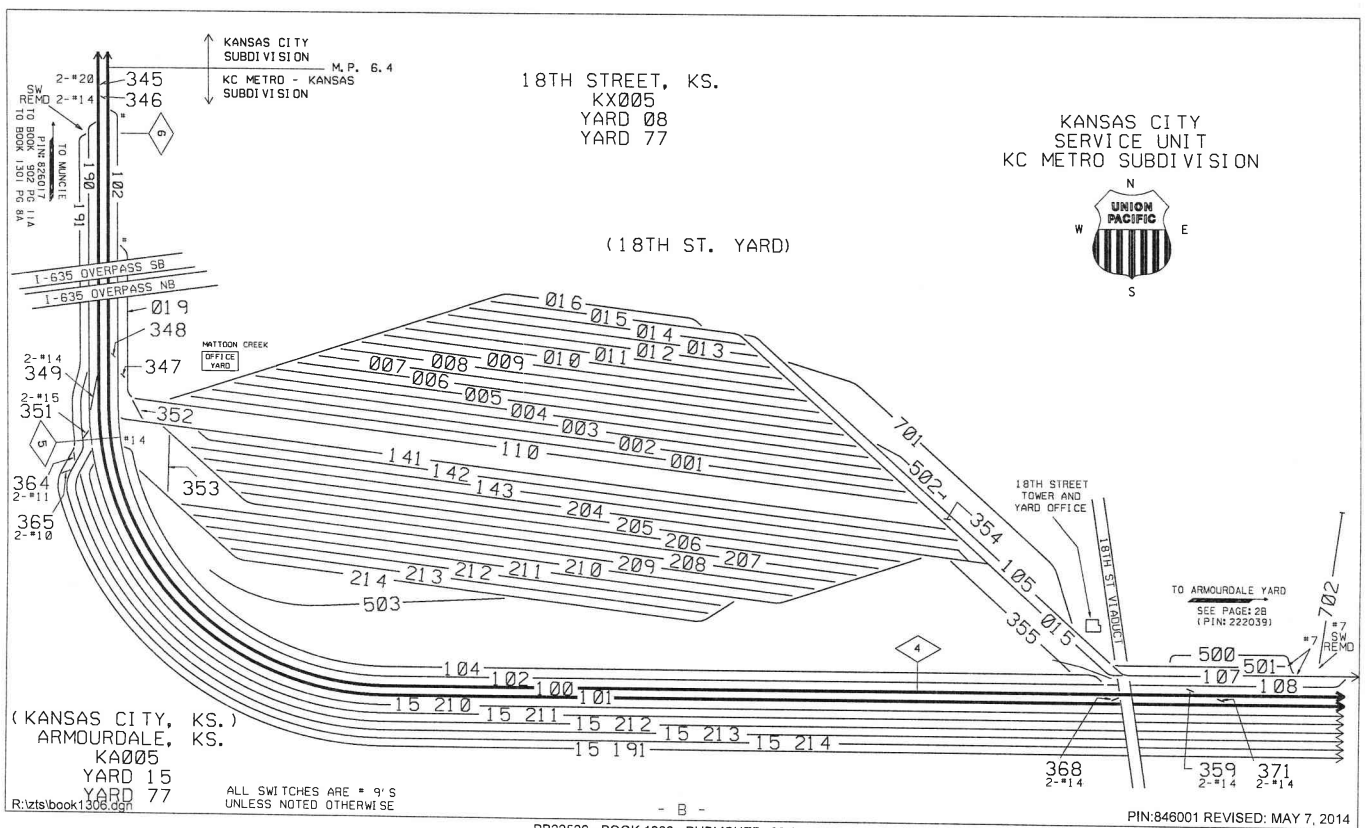 KANSAS CITY
SUBDIVISION
M.P. 6.4
KC METRO - KANSAS
SUBDIVISION
2-#20
345
SW
REMD
2-#14
346
#
6
TO MUNCIE
PIN:826017
TO BOOK 902 PG 11A
TO BOOK 1301 PG 8A
190
102
191
#
18TH STREET, KS.
KX005
YARD 08
YARD 77
KANSAS CITY
SERVICE UNIT
KC METRO SUBDIVISION
N
UNION
PACIFIC
W
E
S
(18TH ST. YARD)
I-635 OVERPASS SB
I-635 OVERPASS NB
019
348
347
MATTOON CREEK
OFFICE
YARD
2-#14
349
2-#15
351
352
5
#14
364
2-#11
365
2-#10
353
016
015
014
013
012
011
010
009
008
007
006
005
004
003
002
001
110
141
142
143
204
205
206
207
208
209
210
211
212
213
214
503
701
502
354
105
015
355
18TH STREET
TOWER AND
YARD OFFICE
18TH ST VIADUCT
TO ARMOURDALE YARD
SEE PAGE:2B
(PIN:222039)
702
#7
SW
REMD
#7
500
501
107
108
4
104
102
100
101
15 210
15 211
15 212
15 213
15 214
15 191
368
2-#14
359
2-#14
371
2-#14
(KANSAS CITY, KS.)
ARMOURDALE, KS.
KA005
YARD 15
YARD 77
R:\zts\book1306.dgn
ALL SWITCHES ARE # 9'S
UNLESS NOTED OTHERWISE
- B -
PIN:846001 REVISED: MAY 7, 2014